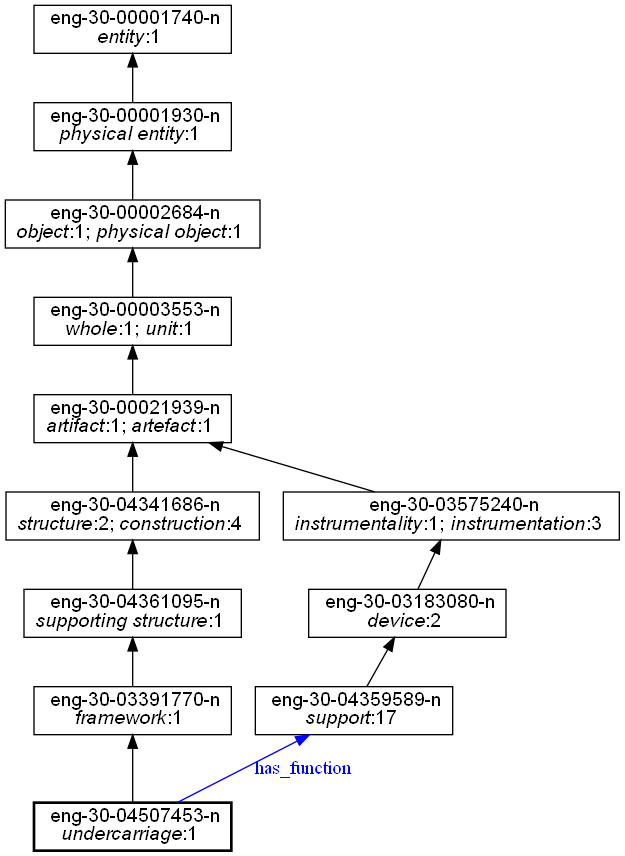 eng-30-00001740-n
entity:1
eng-30-00001930-n
physical entity:1
eng-30-00002684-n
object:1; physical object:1
eng-30-00003553-n
whole:1; unit:1
eng-30-00021939-n
artifact:1; artefact:1
eng-30-04341686-n
structure:2; construction:4
eng-30-03575240-n
instrumentality:1; instrumentation:3
eng-30-04361095-n
supporting structure:1
eng-30-03183080-n
device:2
eng-30-03391770-n
framework:1
eng-30-04359589-n
support:17
has_function
eng-30-04507453-n
undercarriage:1